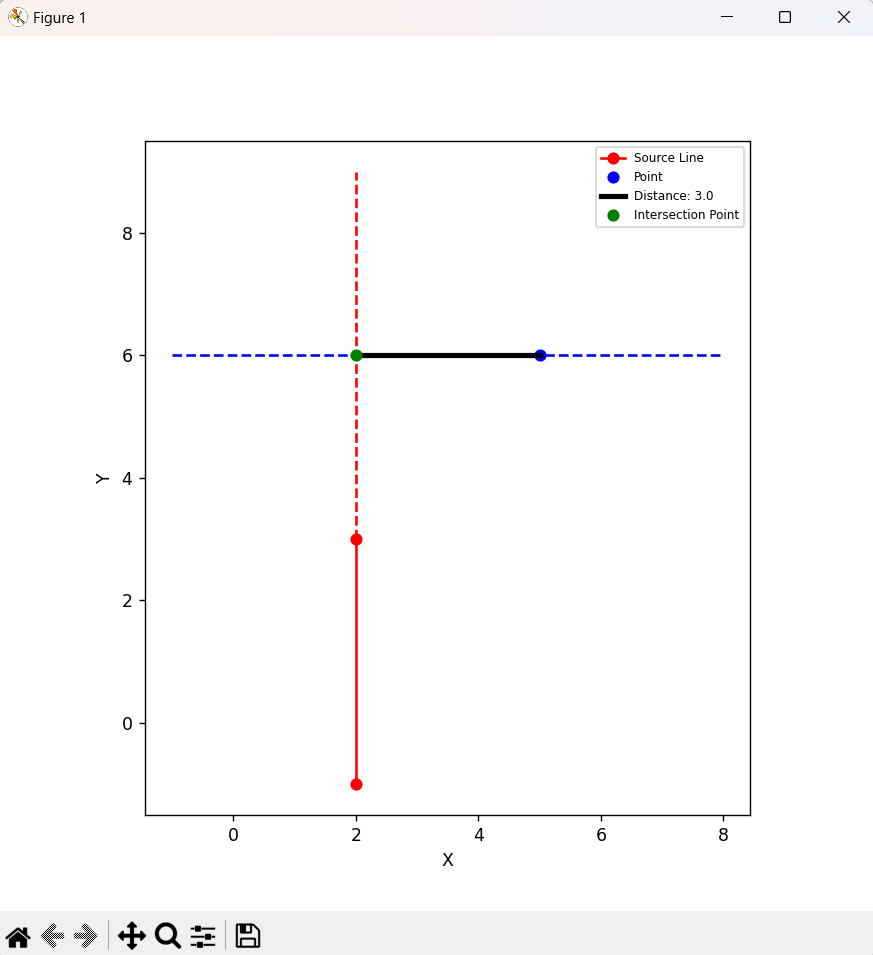 Figure 1
Source Line
Point
Distance: 3.0
Intersection Point
8
6
4
2
0
Y
0 2 4 6 8
X